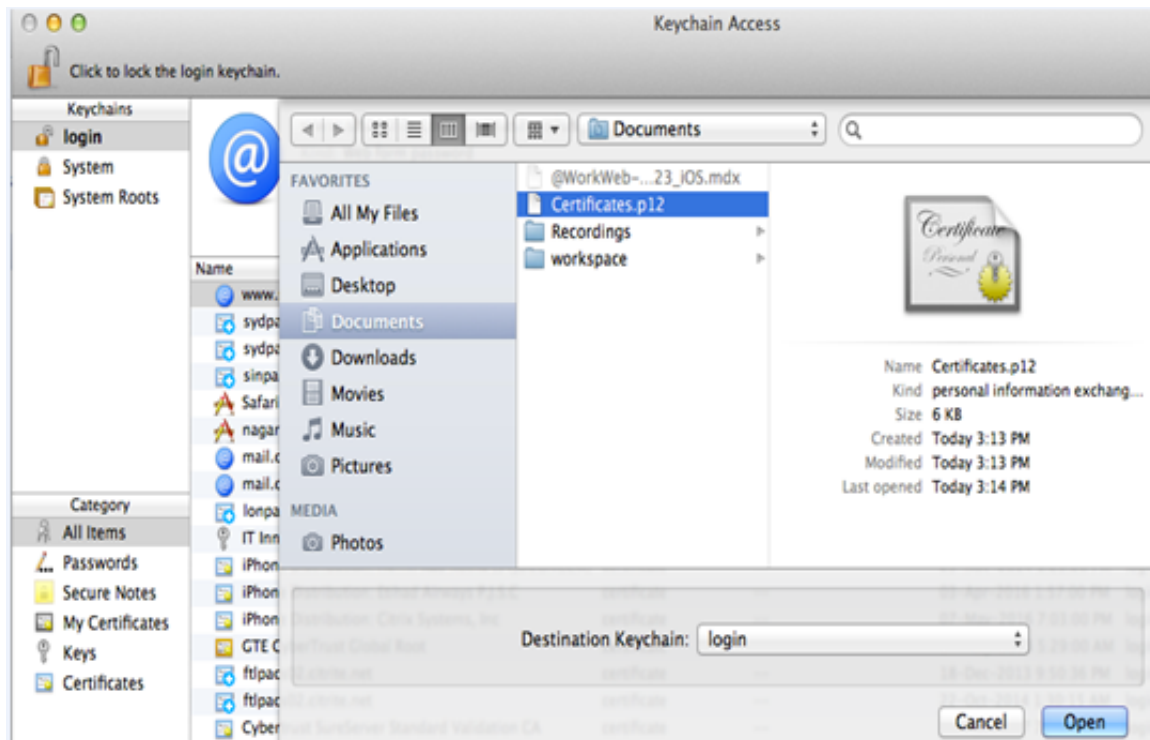 Keychain Access
Click to lock the login keychain.
Keychains
login
System
System Roots
Category
All Items
Passwords
Secure Notes
My Certificates
Keys
Certificates
Name
www.
sydpa
sydpa
sinpa
Safari
nagar
mail.c
mail.c
lonpa
IT Inn
iPhon
iPhon
iPhon
GTE C
ftlpac
ftlpac
Cyber
Documents
FAVORITES
All My Files
Applications
Desktop
Documents
Downloads
Movies
Music
Pictures
MEDIA
Photos
@WorkWeb-...23_iOS.mdx
Certificates.p12
Recordings
workspace
Certificate
Personal
Name Certificates.p12
Kind personal information exchang...
Size 6 KB
Created Today 3:13 PM
Modified Today 3:13 PM
Last opened Today 3:14 PM
Destination Keychain: login
Cancel
Open